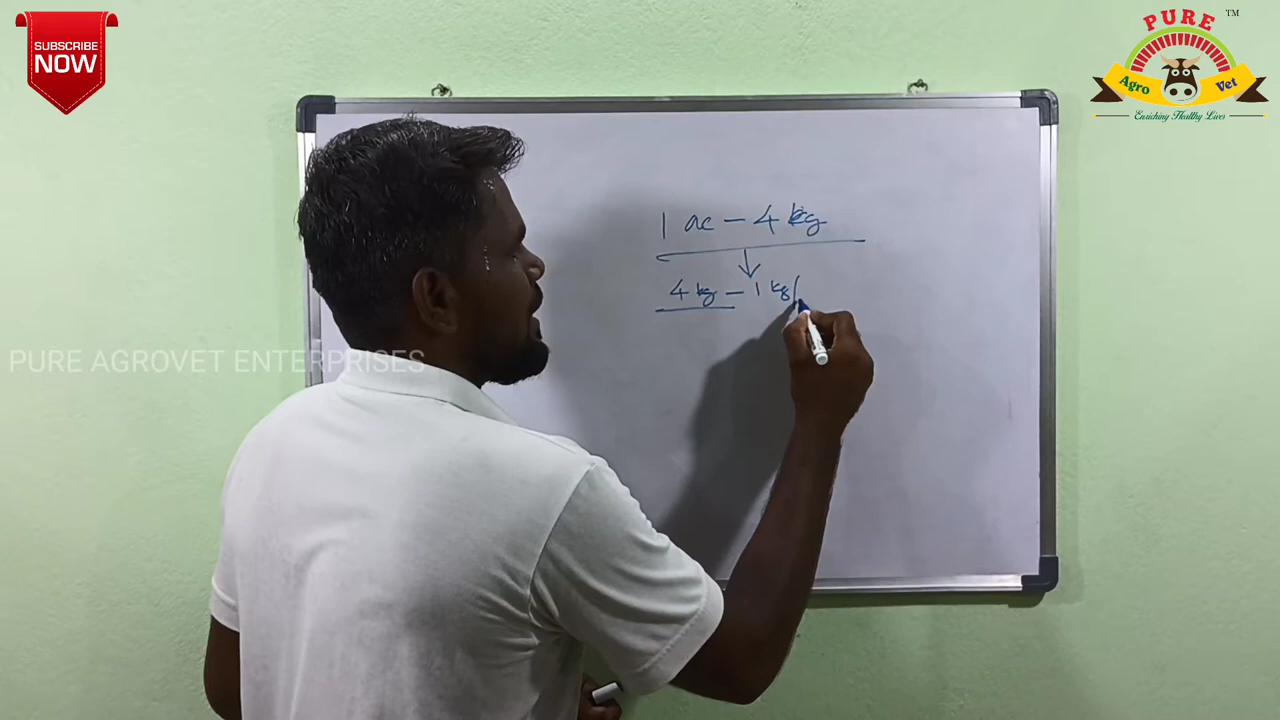 SUBSCRIBE
NOW
PURE
TM
Agro Vet
Enriching Healthy Lives
1 ac - 4 kg
4 kg - 1 kg/
PURE AGROVET ENTERPRISES